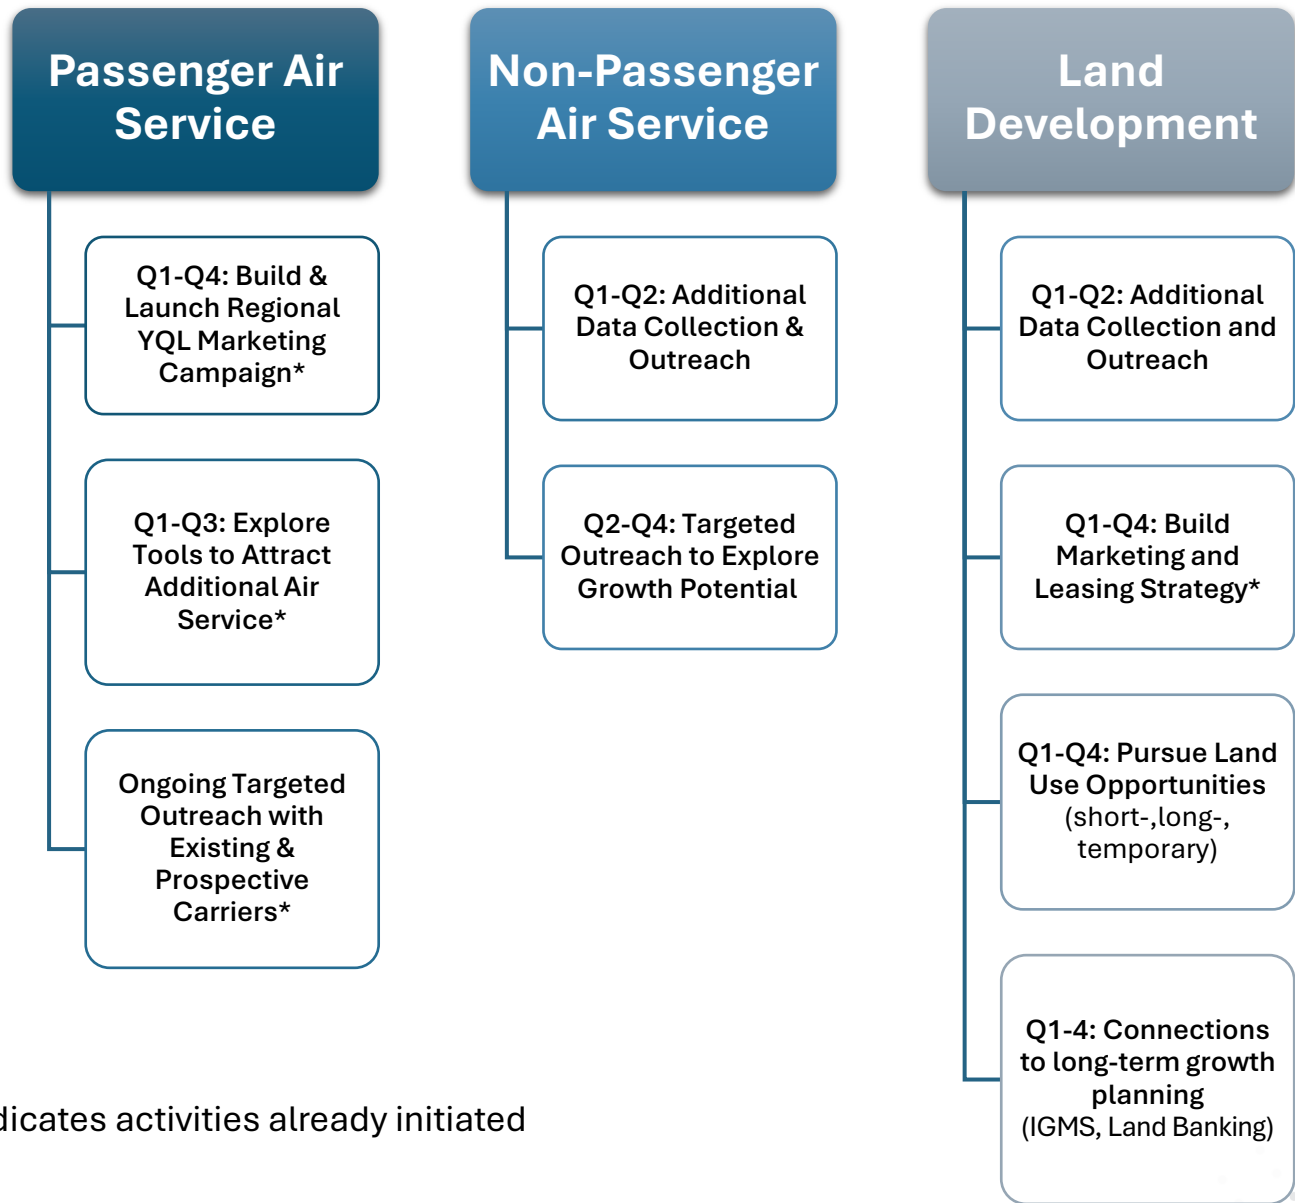 Passenger Air
Service
Q1-Q4: Build &
Launch Regional
YQL Marketing
Campaign*
Q1-Q3: Explore
Tools to Attract
Additional Air
Service*
Ongoing Targeted
Outreach with
Existing &
Prospective
Carriers*
Non-Passenger
Air Service
Q1-Q2: Additional
Data Collection &
Outreach
Q2-Q4: Targeted
Outreach to Explore
Growth Potential
Land
Development
Q1-Q2: Additional
Data Collection and
Outreach
Q1-Q4: Build
Marketing and
Leasing Strategy*
Q1-Q4: Pursue Land
Use Opportunities
(short-,long-,
temporary)
Q1-4: Connections
to long-term growth
planning
(IGMS, Land Banking)
dicates activities already initiated